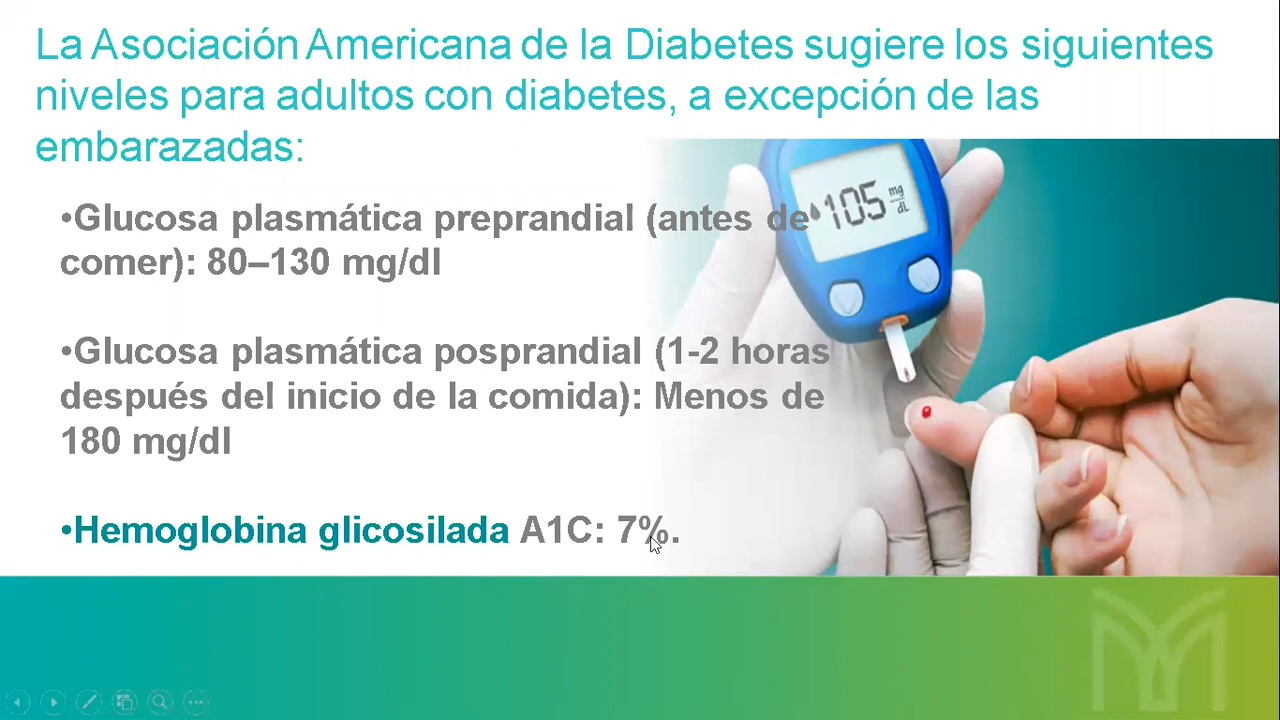 La Asociación Americana de la Diabetes sugiere los siguientes
niveles para adultos con diabetes, a excepción de las
embarazadas:
•Glucosa plasmática preprandial (antes de
comer): 80–130 mg/dl
105 mg/dL
•Glucosa plasmática posprandial (1-2 horas
después del inicio de la comida): Menos de
180 mg/dl
•Hemoglobina glicosilada A1C: 7%.